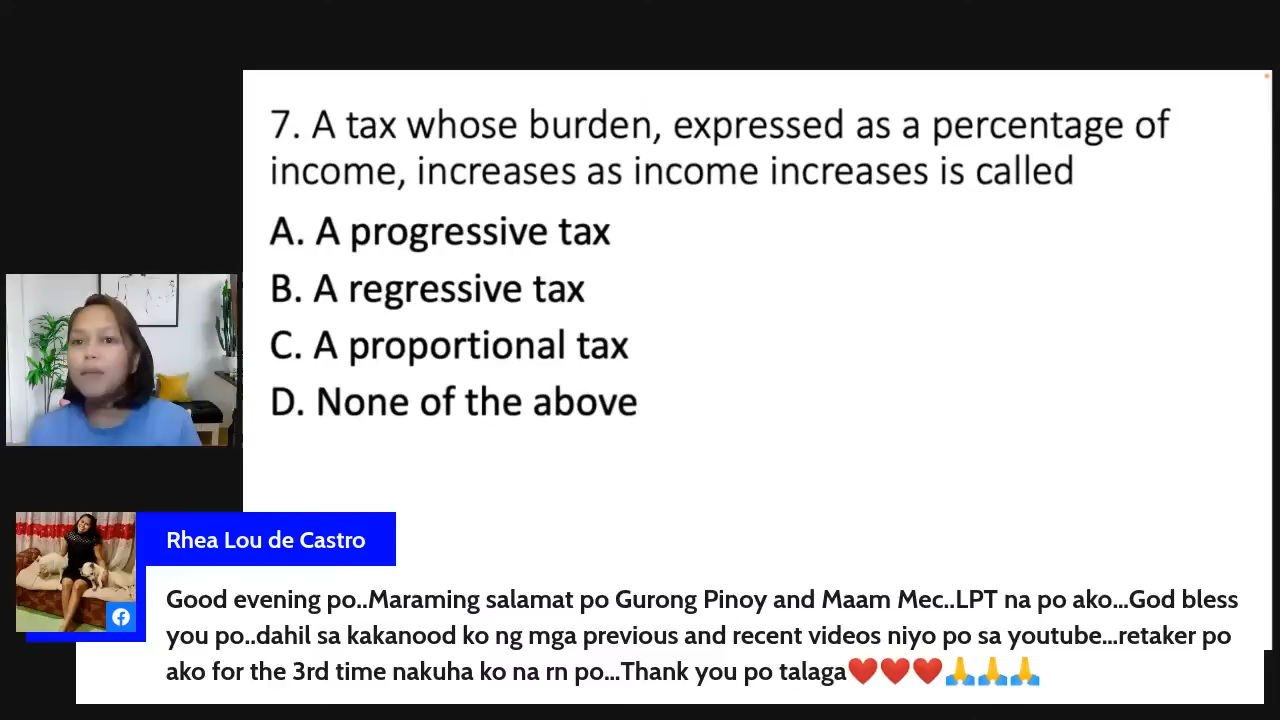 7. A tax whose burden, expressed as a percentage of
income, increases as income increases is called
A. A progressive tax
B. A regressive tax
C. A proportional tax
D. None of the above
Rhea Lou de Castro
Good evening po..Maraming salamat po Gurong Pinoy and Maam Mec..LPT na po ako...God bless
you po..dahil sa kakanood ko ng mga previous and recent videos niyo po sa youtube...retaker po
ako for the 3rd time nakuha ko na rn po...Thank you po talaga❤️❤️❤️🙏🙏🙏